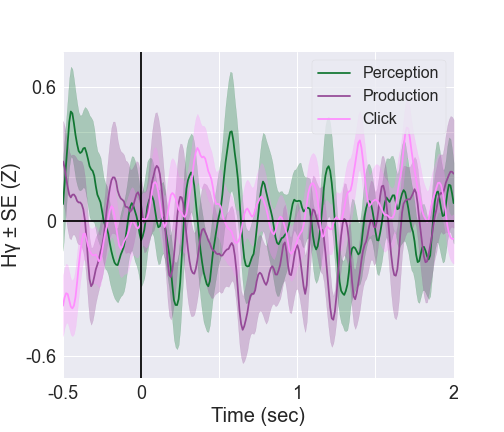 Perception
Production
Click
Hγ ± SE (Z)
0.6
0
-0.6
-0.5
0
1
2
Time (sec)